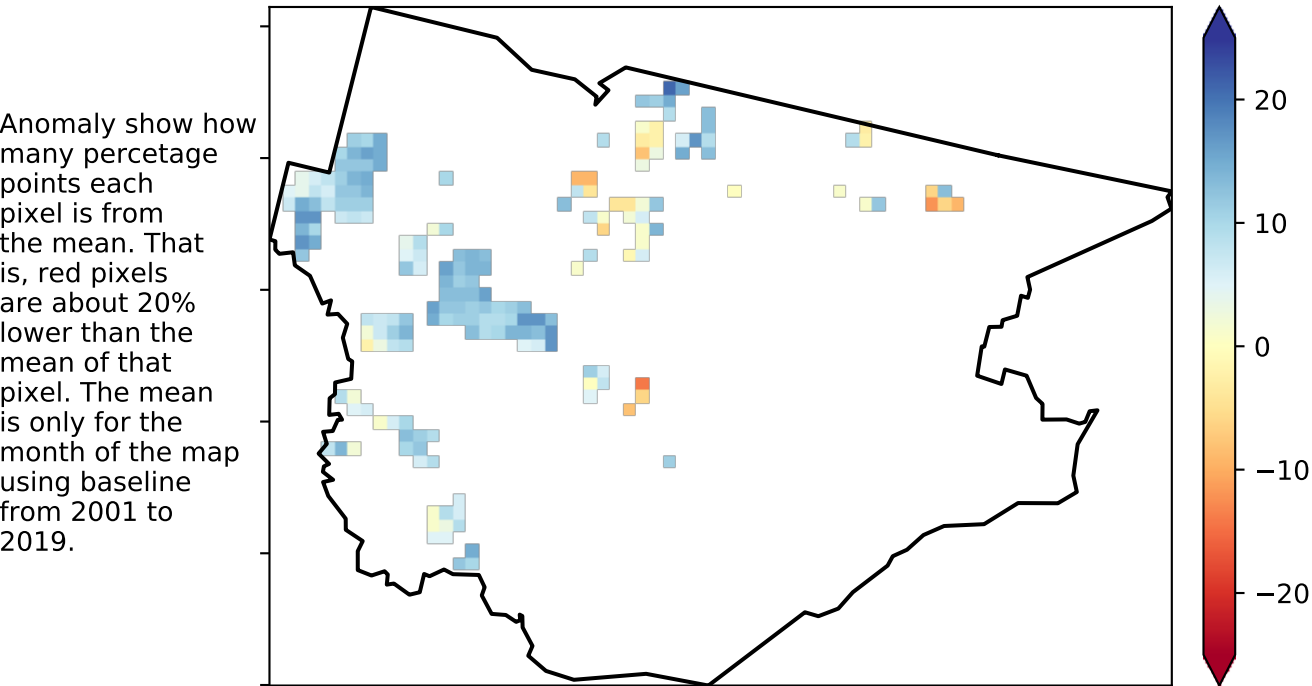 Anomaly show how
many percetage
points each
pixel is from
the mean. That
is, red pixels
are about 20%
lower than the
mean of that
pixel. The mean
is only for the
month of the map
using baseline
from 2001 to
2019.
20
10
0
−10
−20